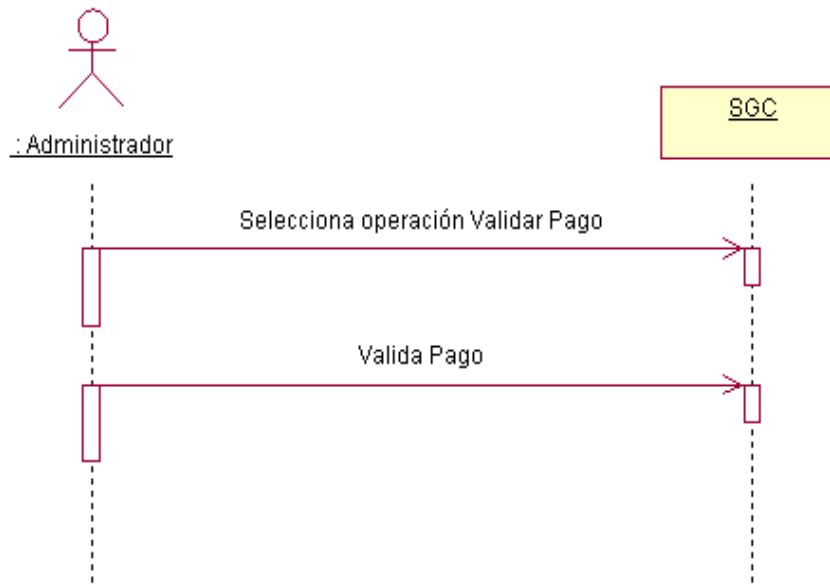 : Administrador
SGC
Selecciona operación Validar Pago
Valida Pago